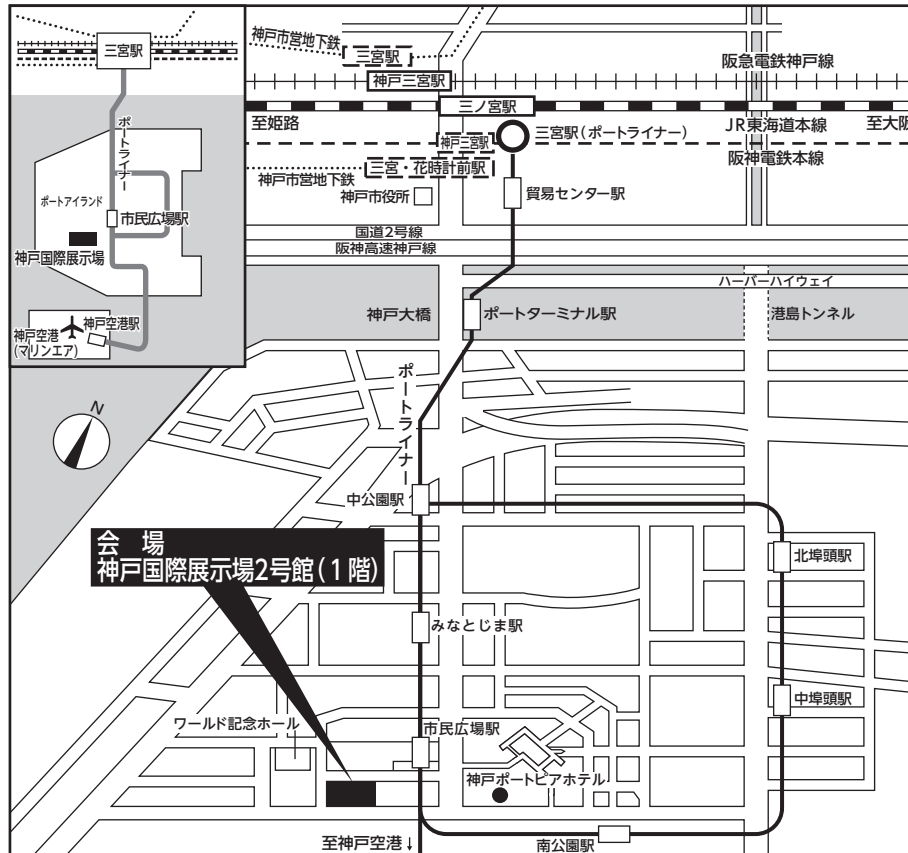 三宮駅
ポートライナー
ポートアイランド
市民広場駅
神戸国際展示場
神戸空港駅
神戸空港
(マリンエア)
神戸市営地下鉄
三宮駅
阪急電鉄神戸線
神戸三宮駅
三ノ宮駅
至姫路
三宮駅(ポートライナー)
JR東海道本線
至大阪
神戸三宮駅
阪神電鉄本線
三宮・花時計前駅
神戸市営地下鉄
神戸市役所
貿易センター駅
国道2号線
阪神高速神戸線
ハーバーハイウェイ
神戸大橋
ポートターミナル駅
港島トンネル
ポートライナー
N
中公園駅
会 場
神戸国際展示場2号館(1階)
北埠頭駅
みなとじま駅
中埠頭駅
ワールド記念ホール
市民広場駅
神戸ポートピアホテル
至神戸空港↓
南公園駅